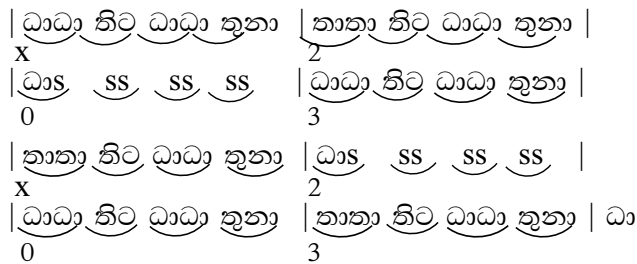 | ධාධා තිට ධාධා තුනා | තාතා තිට ධාධා තුනා |
x 2
| ධාs ss ss ss | ධාධා තිට ධාධා තුනා |
0 3
| තාතා තිට ධාධා තුනා | ධාs ss ss ss |
x 2
| ධාධා තිට ධාධා තුනා | තාතා තිට ධාධා තුනා | ධා
0 3